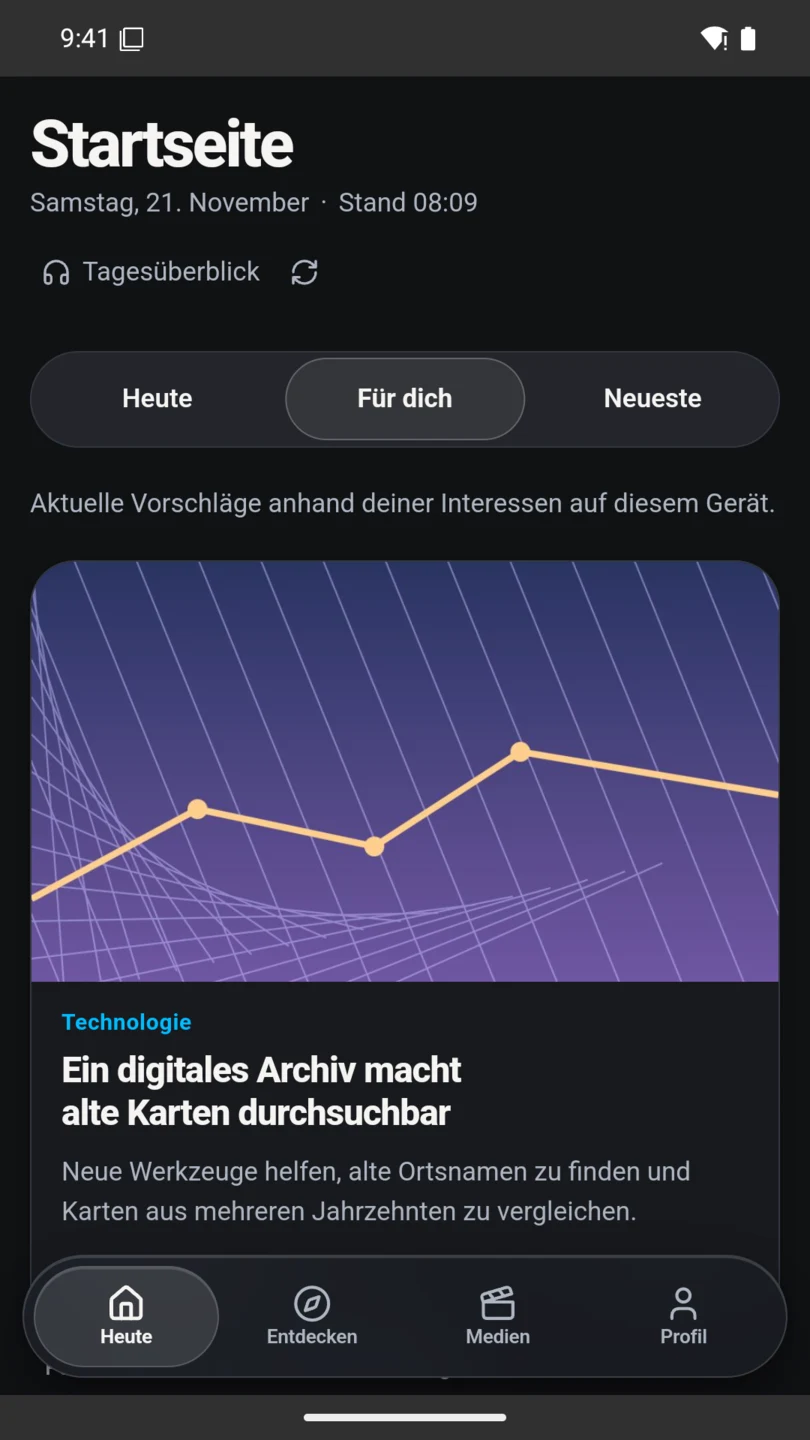 9:41
Startseite
Samstag, 21. November · Stand 08:09
Tagesüberblick
Heute
Für dich
Neueste
Aktuelle Vorschläge anhand deiner Interessen auf diesem Gerät.
Technologie
Ein digitales Archiv macht
alte Karten durchsuchbar
Neue Werkzeuge helfen, alte Ortsnamen zu finden und
Karten aus mehreren Jahrzehnten zu vergleichen.
Heute
Entdecken
Medien
Profil